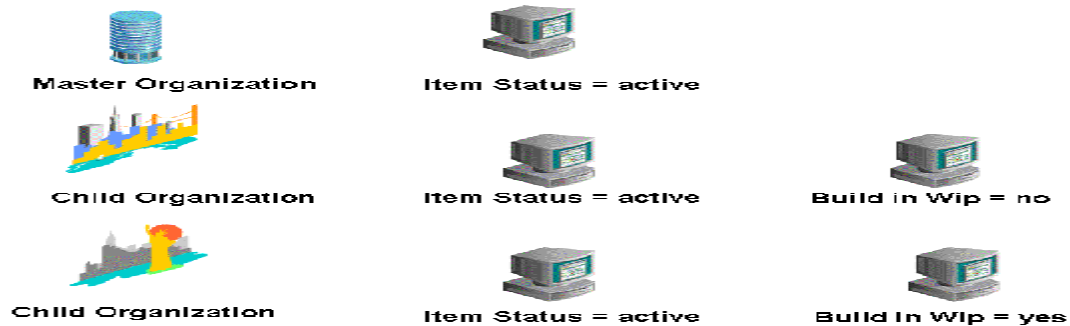 Master Organization
Item Status = active
Child Organization
Item Status = active
Build in Wip = no
Child Organization
Item Status = active
Build in Wip = yes